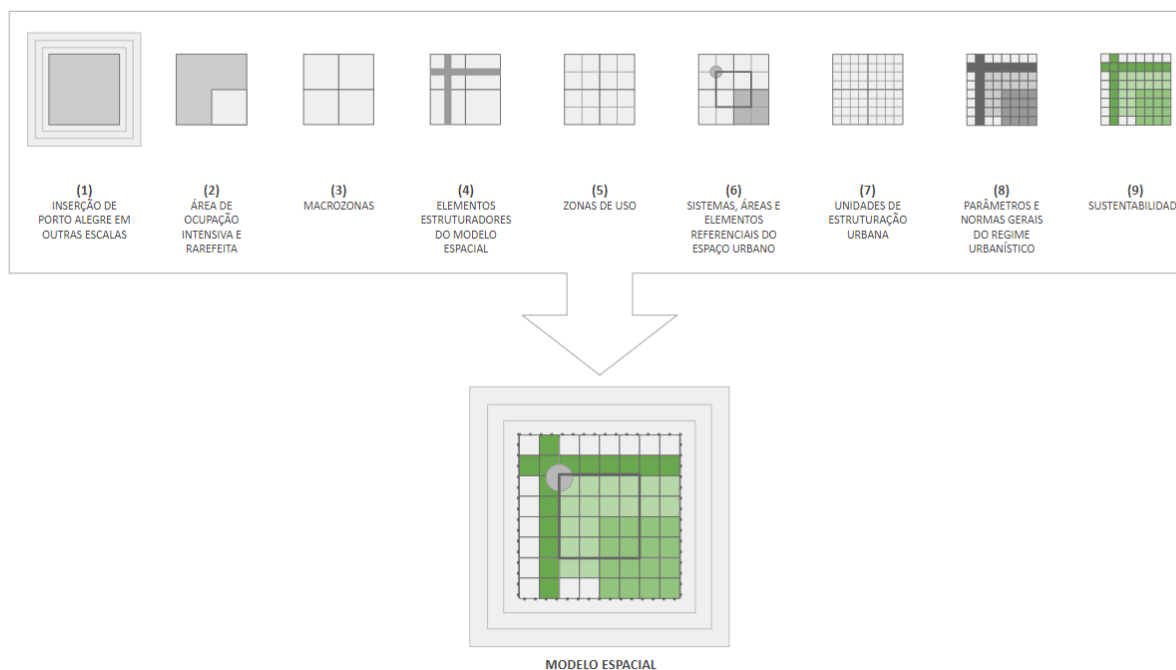 (1)
INSERÇÃO DE
PORTO ALEGRE EM
OUTRAS ESCALAS
(2)
ÁREA DE
OCUPAÇÃO
INTENSIVA E
RAREFEITA
(3)
MACROZONAS
(4)
ELEMENTOS
ESTRUTURADORES
DO MODELO
ESPACIAL
(5)
ZONAS DE USO
(6)
SISTEMAS, ÁREAS E
ELEMENTOS
REFERENCIAIS DO
ESPAÇO URBANO
(7)
UNIDADES DE
ESTRUTURAÇÃO
URBANA
(8)
PARÂMETROS E
NORMAS GERAIS
DO REGIME
URBANÍSTICO
(9)
SUSTENTABILIDAD
MODELO ESPACIAL